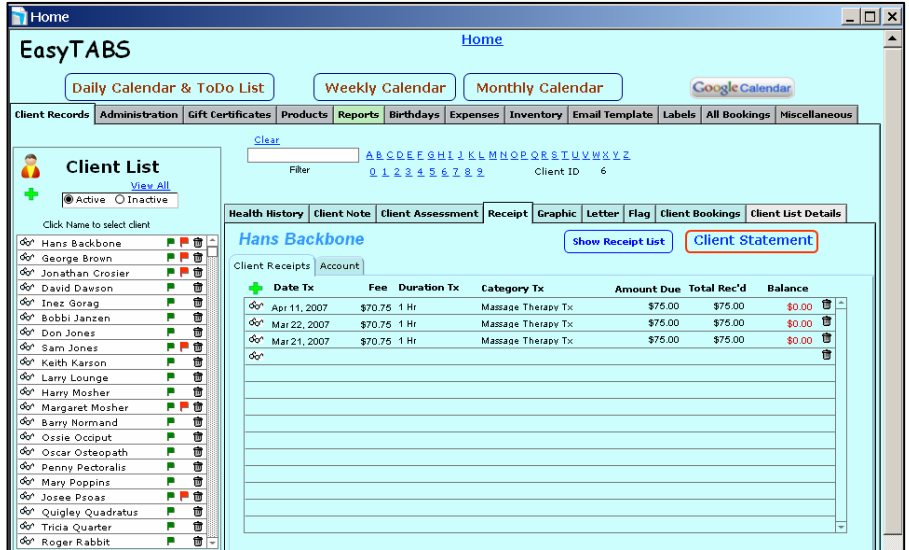 Home
EasyTABS
Home
Daily Calendar & ToDo List
Weekly Calendar
Monthly Calendar
Google Calendar
Client Records Administration Gift Certificates Products Reports Birthdays Expenses Inventory Email Template Labels All Bookings Miscellaneous
Client List
View All
Active Inactive
Click Name to select client
Hans Backbone
George Brown
Jonathan Crosier
David Dawson
Inez Gorag
Bobbi Janzen
Don Jones
Sam Jones
Keith Karson
Larry Lounge
Harry Mosher
Margaret Mosher
Barry Normand
Ossie Occiput
Oscar Osteopath
Penny Pectoralis
Mary Poppins
Josee Psoas
Quigley Quadratus
Tricia Quarter
Roger Rabbit
Clear
Filter
A B C D E F G H I J K L M N O P Q R S T U V W X Y Z
0 1 2 3 4 5 6 7 8 9
Client ID 6
Health History Client Note Client Assessment Receipt Graphic Letter Flag Client Bookings Client List Details
Hans Backbone
Show Receipt List
Client Statement
Client Receipts Account
Date Tx Fee Duration Tx Category Tx Amount Due Total Rec'd Balance
Apr 11, 2007 $70.75 1 Hr Massage Therapy Tx $75.00 $75.00 $0.00
Mar 22, 2007 $70.75 1 Hr Massage Therapy Tx $75.00 $75.00 $0.00
Mar 21, 2007 $70.75 1 Hr Massage Therapy Tx $75.00 $75.00 $0.00